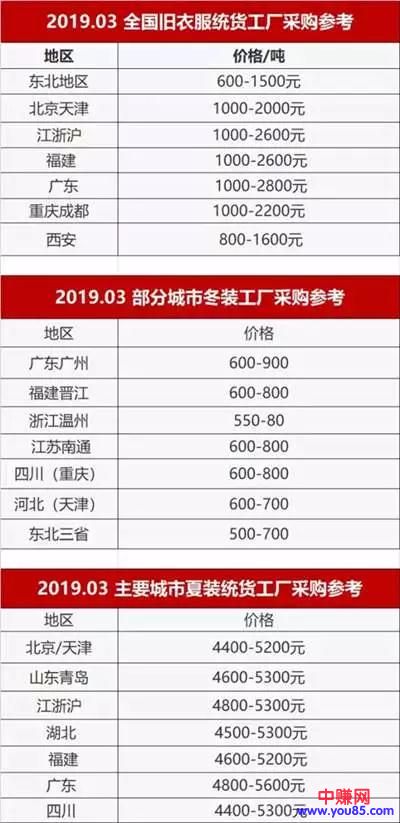 2019.03 全国旧衣服统货工厂采购参考
地区 价格/吨
东北地区 600-1500元
北京天津 1000-2000元
江浙沪 1000-2600元
福建 1000-2600元
广东 1000-2800元
重庆成都 1000-2200元
西安 800-1600元
2019.03 部分城市冬装工厂采购参考
地区 价格
广东广州 600-900
福建晋江 600-800
浙江温州 550-80
江苏南通 600-800
四川（重庆） 600-800
河北（天津） 600-700
东北三省 500-700
2019.03 主要城市夏装统货工厂采购参考
地区 价格
北京/天津 4400-5200元
山东青岛 4600-5300元
江浙沪 4800-5300元
湖北 4500-5300元
福建 4600-5200元
广东 4800-5600元
四川 4400-5300元
中赚网
www.you85.com